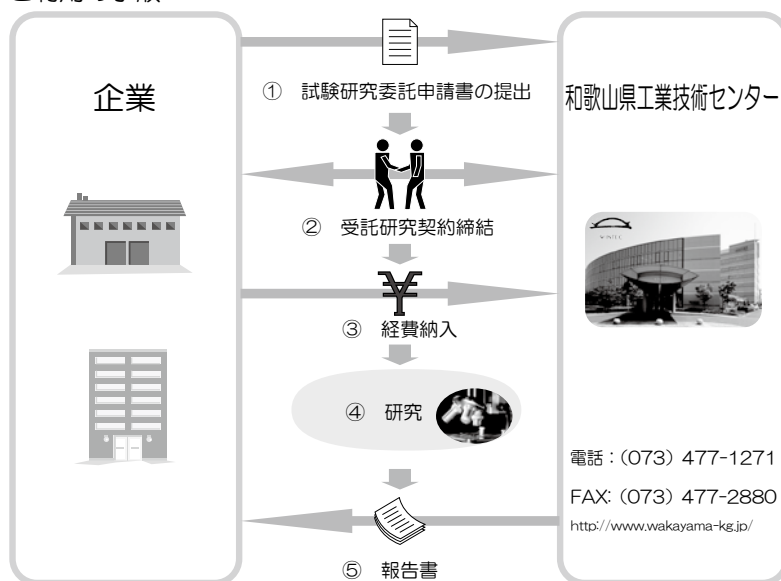 企業
① 試験研究委託申請書の提出
和歌山県工業技術センター
② 受託研究契約締結
③ 経費納入
④ 研究
電話：(073) 477-1271
FAX: (073) 477-2880
http://www.wakayama-kg.jp/
⑤ 報告書